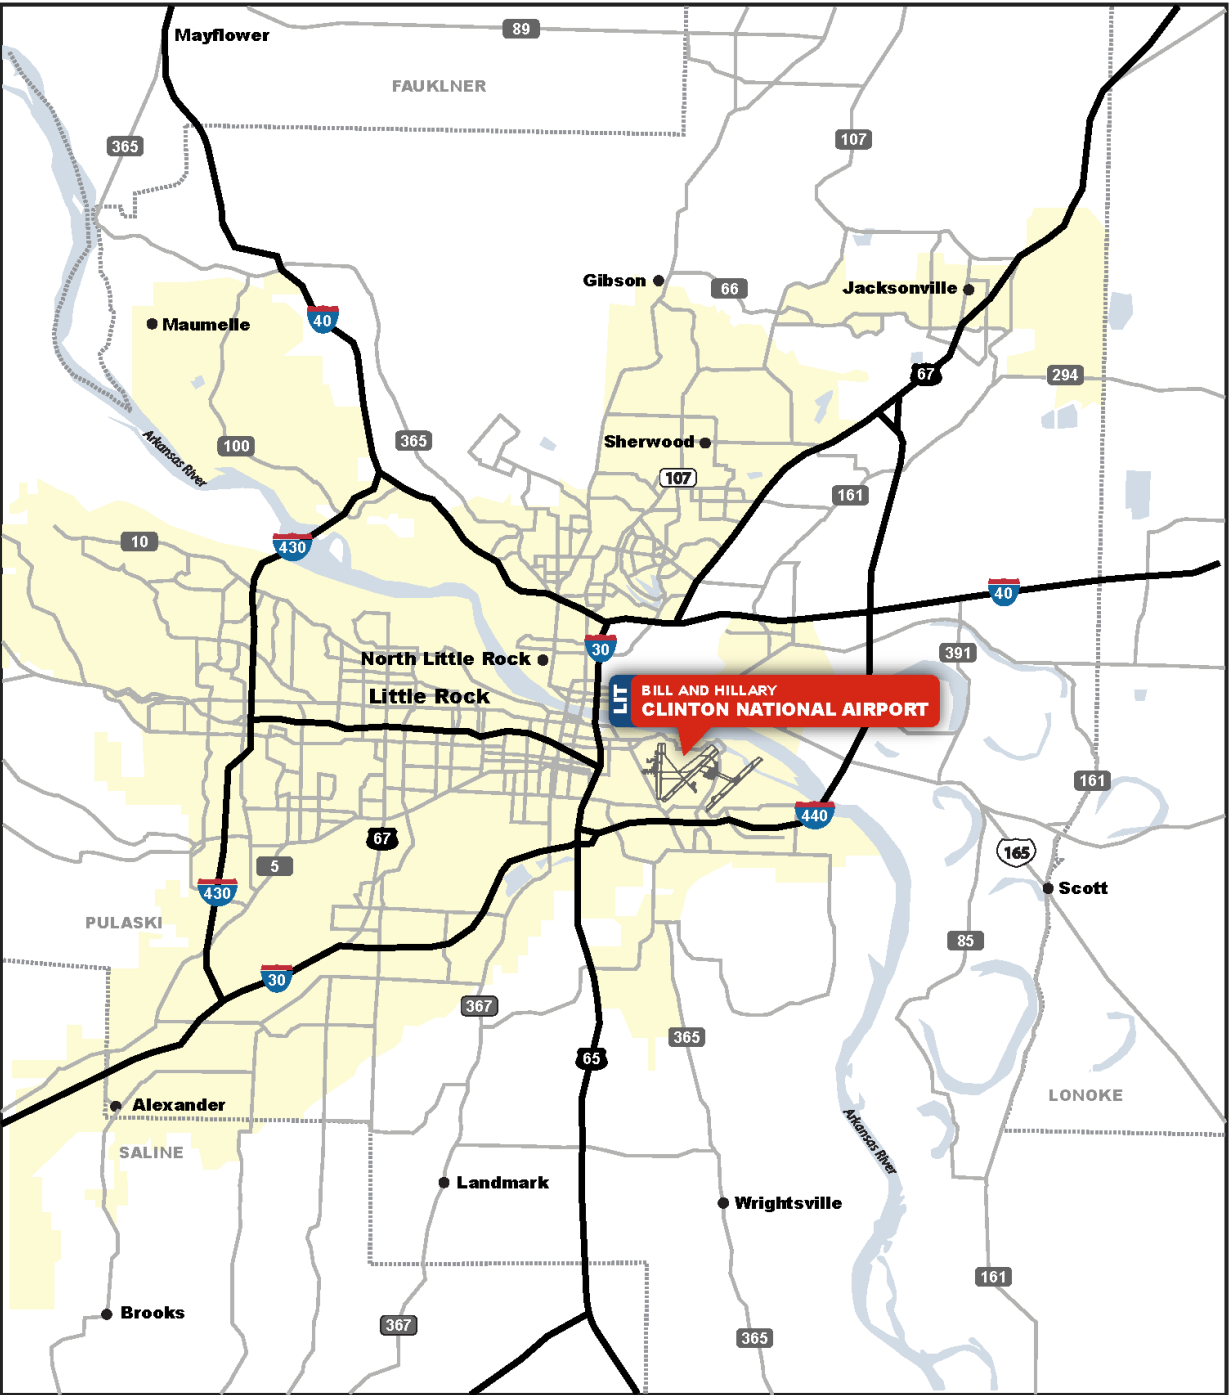 Mayflower
89
FAUKLNER
365
107
Gibson
66
Jacksonville
Maumelle
40
67
294
100
365
Sherwood
107
Arkansas River
161
10
430
40
30
391
North Little Rock
Little Rock
LIT
BILL AND HILLARY
CLINTON NATIONAL AIRPORT
161
440
67
165
5
430
Scott
PULASKI
85
30
367
365
65
LONOKE
Alexander
Arkansas River
SALINE
Landmark
Wrightsville
161
Brooks
367
365